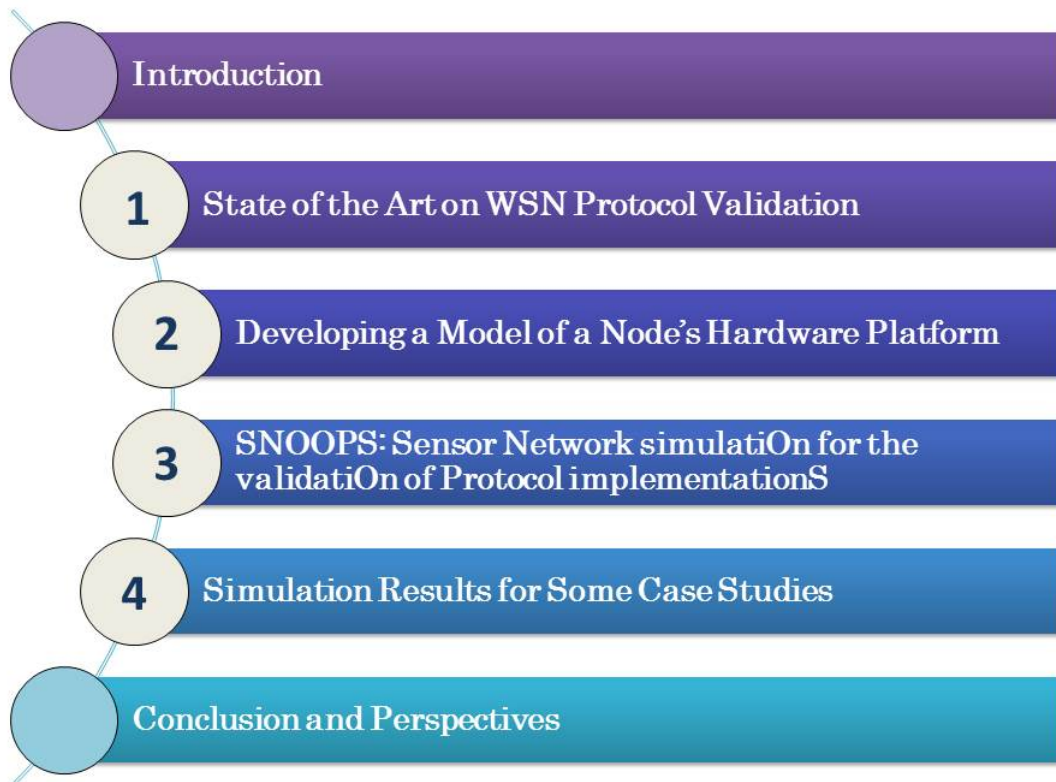 Introduction
1
State of the Art on WSN Protocol Validation
2
Developing a Model of a Node’s Hardware Platform
3
SNOOPS: Sensor Network simulatiOn for the
validatiOn of Protocol implementationS
4
Simulation Results for Some Case Studies
Conclusion and Perspectives